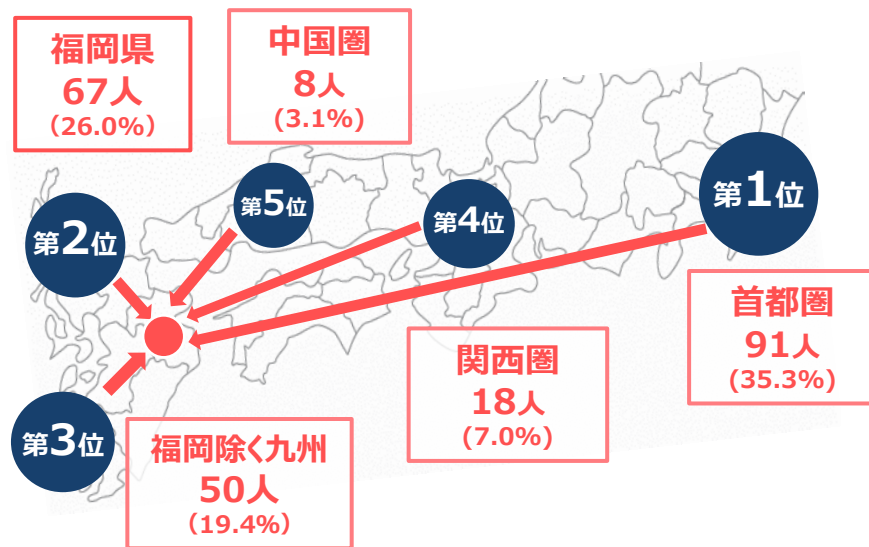 福岡県
67人
（26.0%）
中国圏
8人
(3.1%)
第1位
第5位
第4位
第2位
首都圏
91人
(35.3%)
関西圏
18人
(7.0%)
第3位
福岡除く九州
50人
（19.4%）